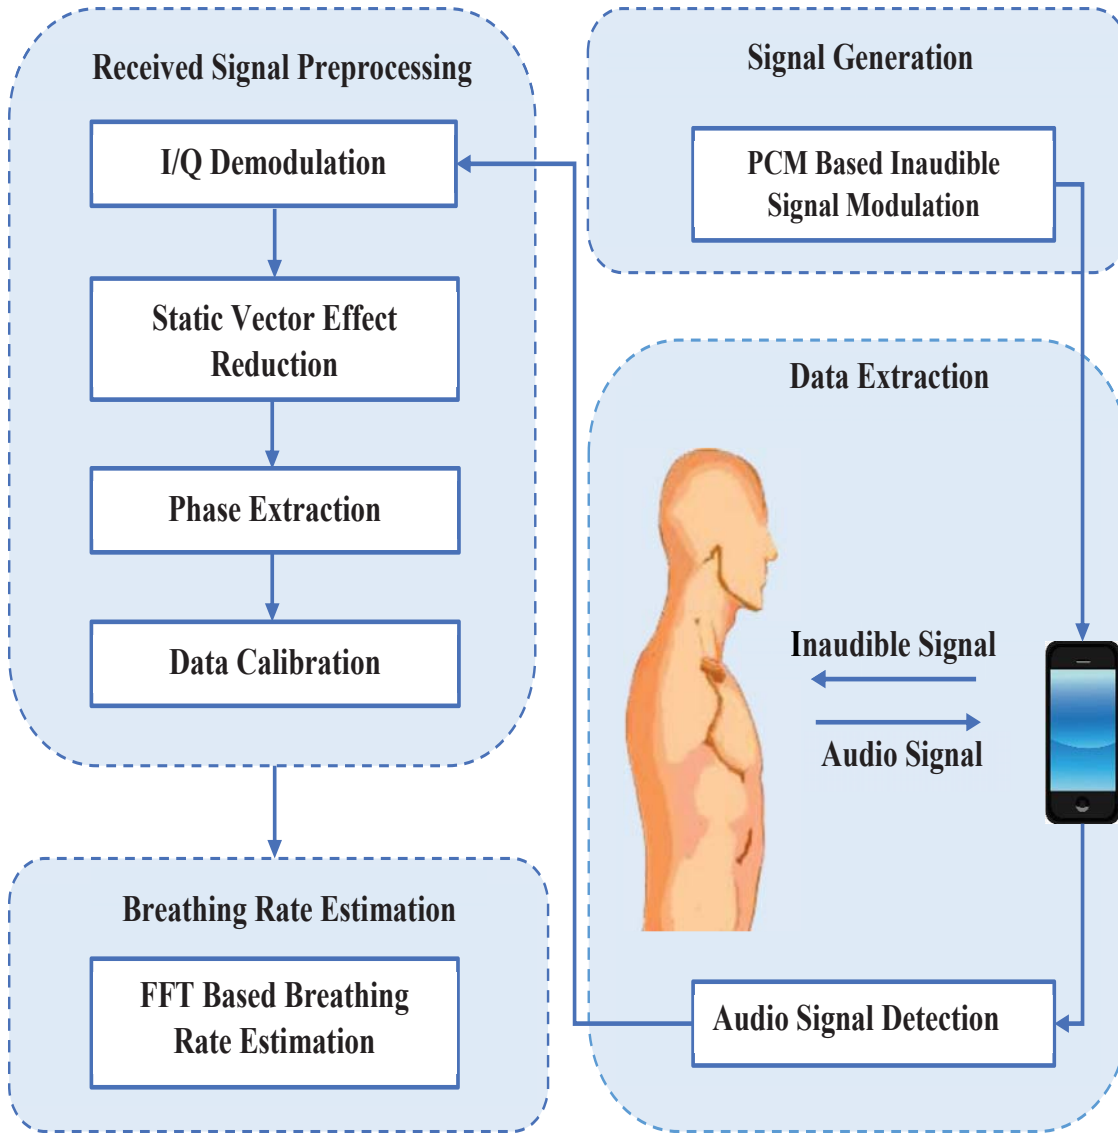 Received Signal Preprocessing
I/Q Demodulation
Static Vector Effect
Reduction
Phase Extraction
Data Calibration
Breathing Rate Estimation
FFT Based Breathing
Rate Estimation
Signal Generation
PCM Based Inaudible
Signal Modulation
Data Extraction
Inaudible Signal
Audio Signal
Audio Signal Detection